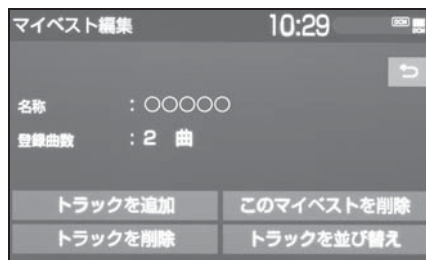 マイベスト編集 10:29
名称 : ○○○○○
登録曲数 : 2 曲
トラックを追加 このマイベストを削除
トラックを削除 トラックを並び替え